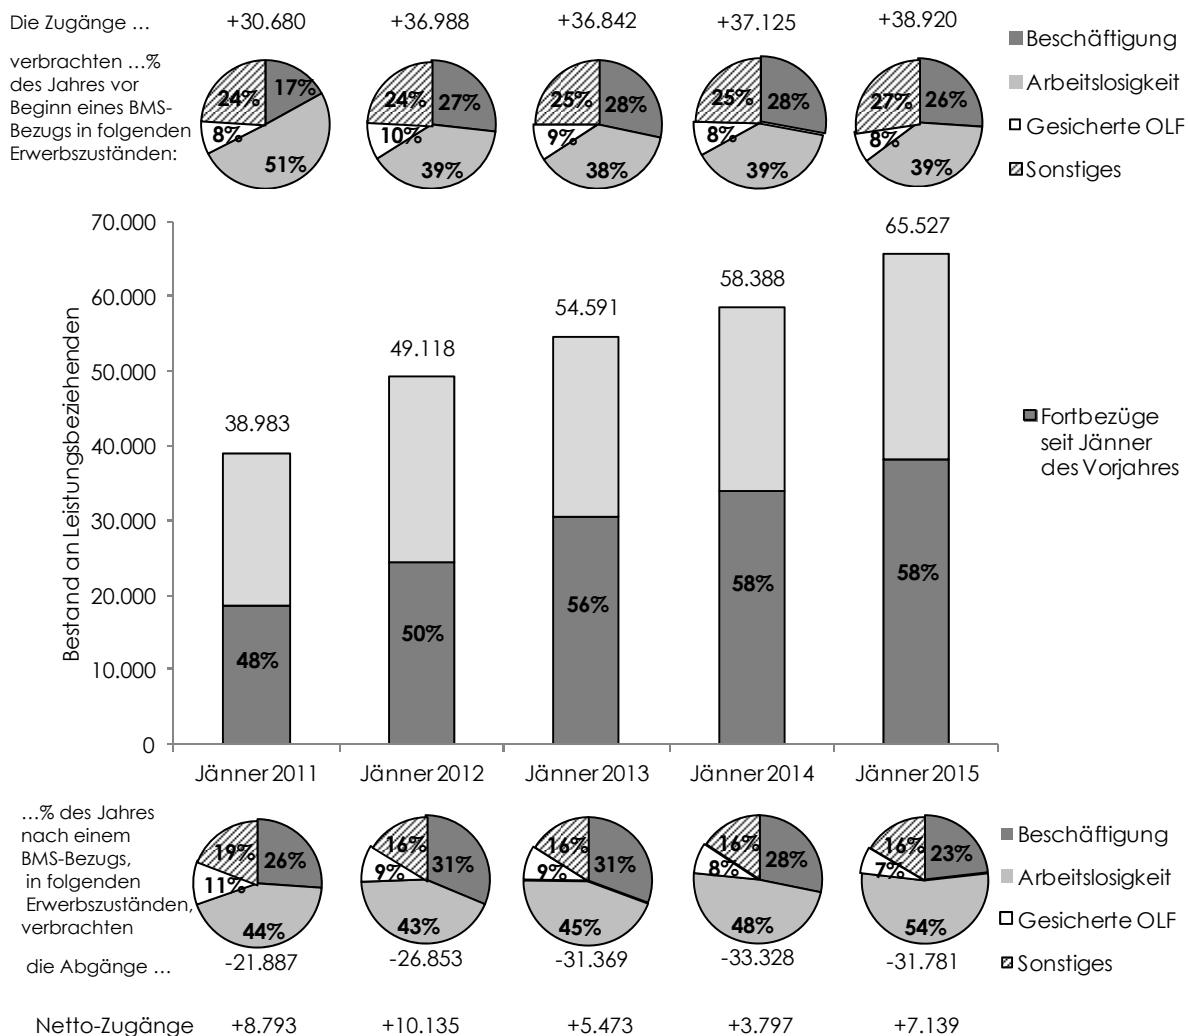 Die Zugänge ...
+30.680 +36.988 +36.842 +37.125 +38.920
verbrachten ...%
des Jahres vor
Beginn eines BMS-
Bezugs in folgenden
Erwerbszuständen:
24% 17% 8% 51%
24% 27% 10% 39%
25% 28% 9% 38%
25% 28% 8% 39%
27% 26% 8% 39%
Beschäftigung
Arbeitslosigkeit
Gesicherte OLF
Sonstiges
Bestand an Leistungsbeziehenden
70.000
60.000
50.000
40.000
30.000
20.000
10.000
0
38.983
49.118
54.591
58.388
65.527
48%
50%
56%
58%
58%
Fortbezüge
seit Jänner
des Vorjahres
Jänner 2011 Jänner 2012 Jänner 2013 Jänner 2014 Jänner 2015
...% des Jahres
nach einem
BMS-Bezugs,
in folgenden
Erwerbszuständen,
verbrachten
19% 26% 11% 44%
16% 31% 9% 43%
16% 31% 9% 45%
16% 28% 8% 48%
16% 23% 7% 54%
Beschäftigung
Arbeitslosigkeit
Gesicherte OLF
Sonstiges
die Abgänge ...
-21.887 -26.853 -31.369 -33.328 -31.781
Netto-Zugänge +8.793 +10.135 +5.473 +3.797 +7.139